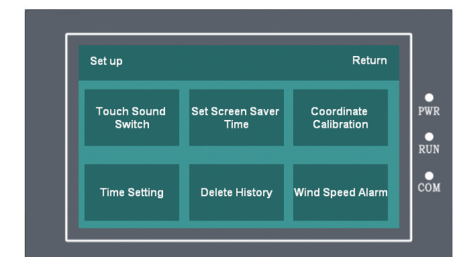 Set up
Return
Touch Sound
Switch
Set Screen Saver
Time
Coordinate
Calibration
Time Setting
Delete History
Wind Speed Alarm
PWR
RUN
COM